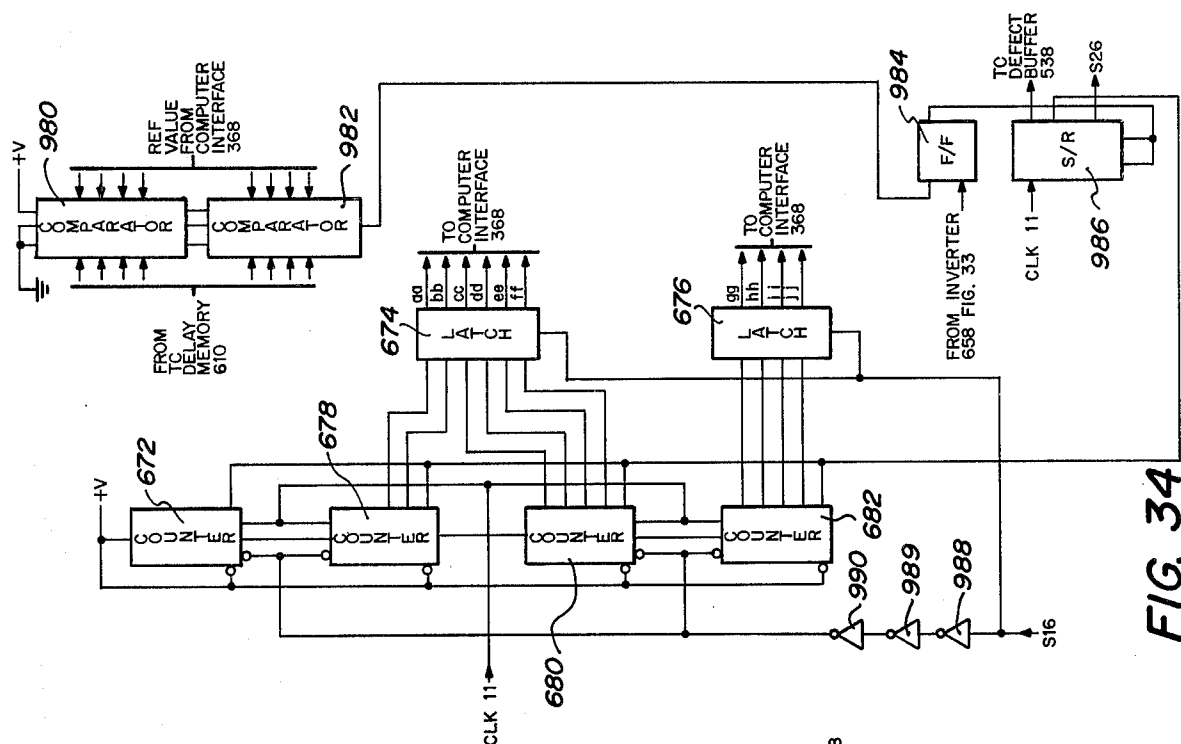 +V
980
COMPARATOR
REF
VALUE
FROM
COMPUTER
INTERFACE
368
982
COMPARATOR
FROM
TC
DELAY
MEMORY
610
984
F/F
TC
DEFECT
BUFFER
538
S26
S/R
986
CLK 11
FROM INVERTER
658 FIG. 33
674
LATCH
aa
bb
cc
dd
ee
ff
TO
COMPUTER
INTERFACE
368
676
LATCH
gg
hh
ii
jj
TO
COMPUTER
INTERFACE
368
+V
672
COUNTER
678
COUNTER
680
COUNTER
682
COUNTER
CLK 11
990
989
988
S16
FIG. 34